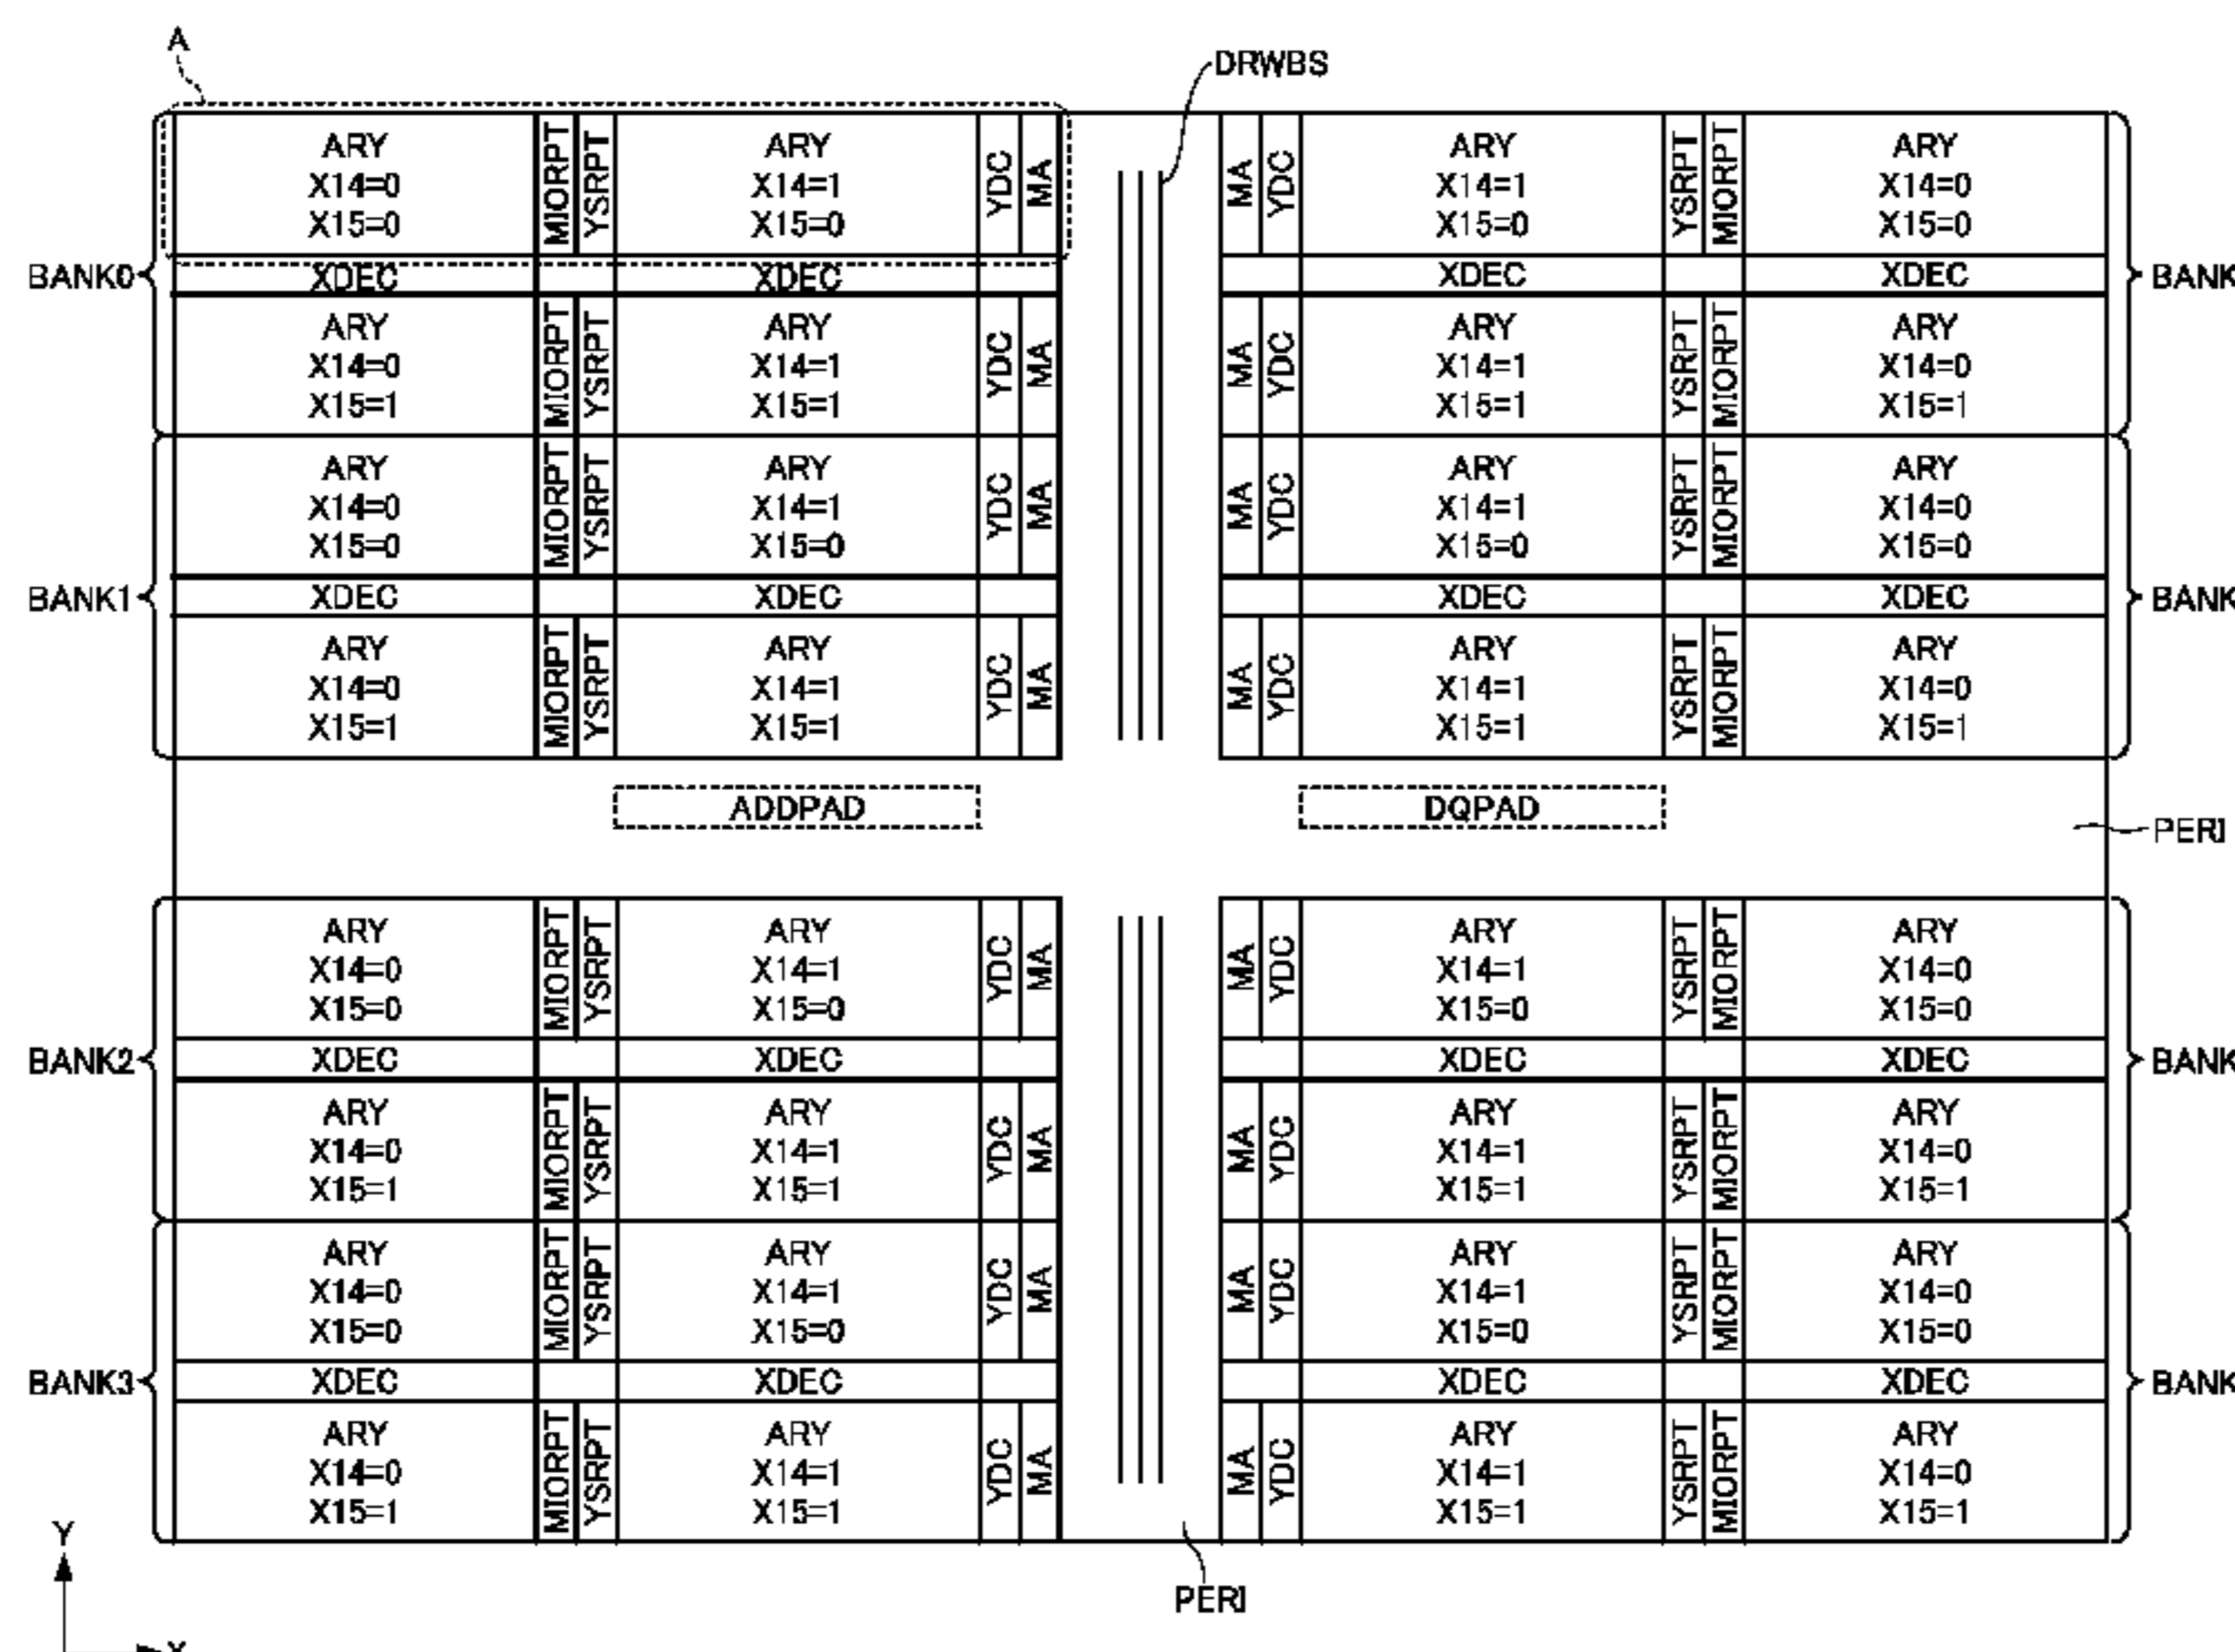 A
DRWBS
ARY ARY ARY ARY
X14=0 MIORPT YSRPT X14=1 YDC MA MA YDC X14=1 YSRPT MIORPT X14=0
X15=0 X15=0 X15=0 X15=0
BANK0 XDEC XDEC XDEC XDEC BANK
ARY ARY ARY ARY
X14=0 MIORPT YSRPT X14=1 YDC MA MA YDC X14=1 YSRPT MIORPT X14=0
X15=1 X15=1 X15=1 X15=1
ARY ARY ARY ARY
X14=0 MIORPT YSRPT X14=1 YDC MA MA YDC X14=1 YSRPT MIORPT X14=0
X15=0 X15=0 X15=0 X15=0
BANK1 XDEC XDEC XDEC XDEC BANK
ARY ARY ARY ARY
X14=0 MIORPT YSRPT X14=1 YDC MA MA YDC X14=1 YSRPT MIORPT X14=0
X15=1 X15=1 X15=1 X15=1
ADDPAD DQPAD
PERI
ARY ARY ARY ARY
X14=0 MIORPT YSRPT X14=1 YDC MA MA YDC X14=1 YSRPT MIORPT X14=0
X15=0 X15=0 X15=0 X15=0
BANK2 XDEC XDEC XDEC XDEC BANK
ARY ARY ARY ARY
X14=0 MIORPT YSRPT X14=1 YDC MA MA YDC X14=1 YSRPT MIORPT X14=0
X15=1 X15=1 X15=1 X15=1
ARY ARY ARY ARY
X14=0 MIORPT YSRPT X14=1 YDC MA MA YDC X14=1 YSRPT MIORPT X14=0
X15=0 X15=0 X15=0 X15=0
BANK3 XDEC XDEC XDEC XDEC BANK
ARY ARY ARY ARY
X14=0 MIORPT YSRPT X14=1 YDC MA MA YDC X14=1 YSRPT MIORPT X14=0
X15=1 X15=1 X15=1 X15=1
Y
PERI
X